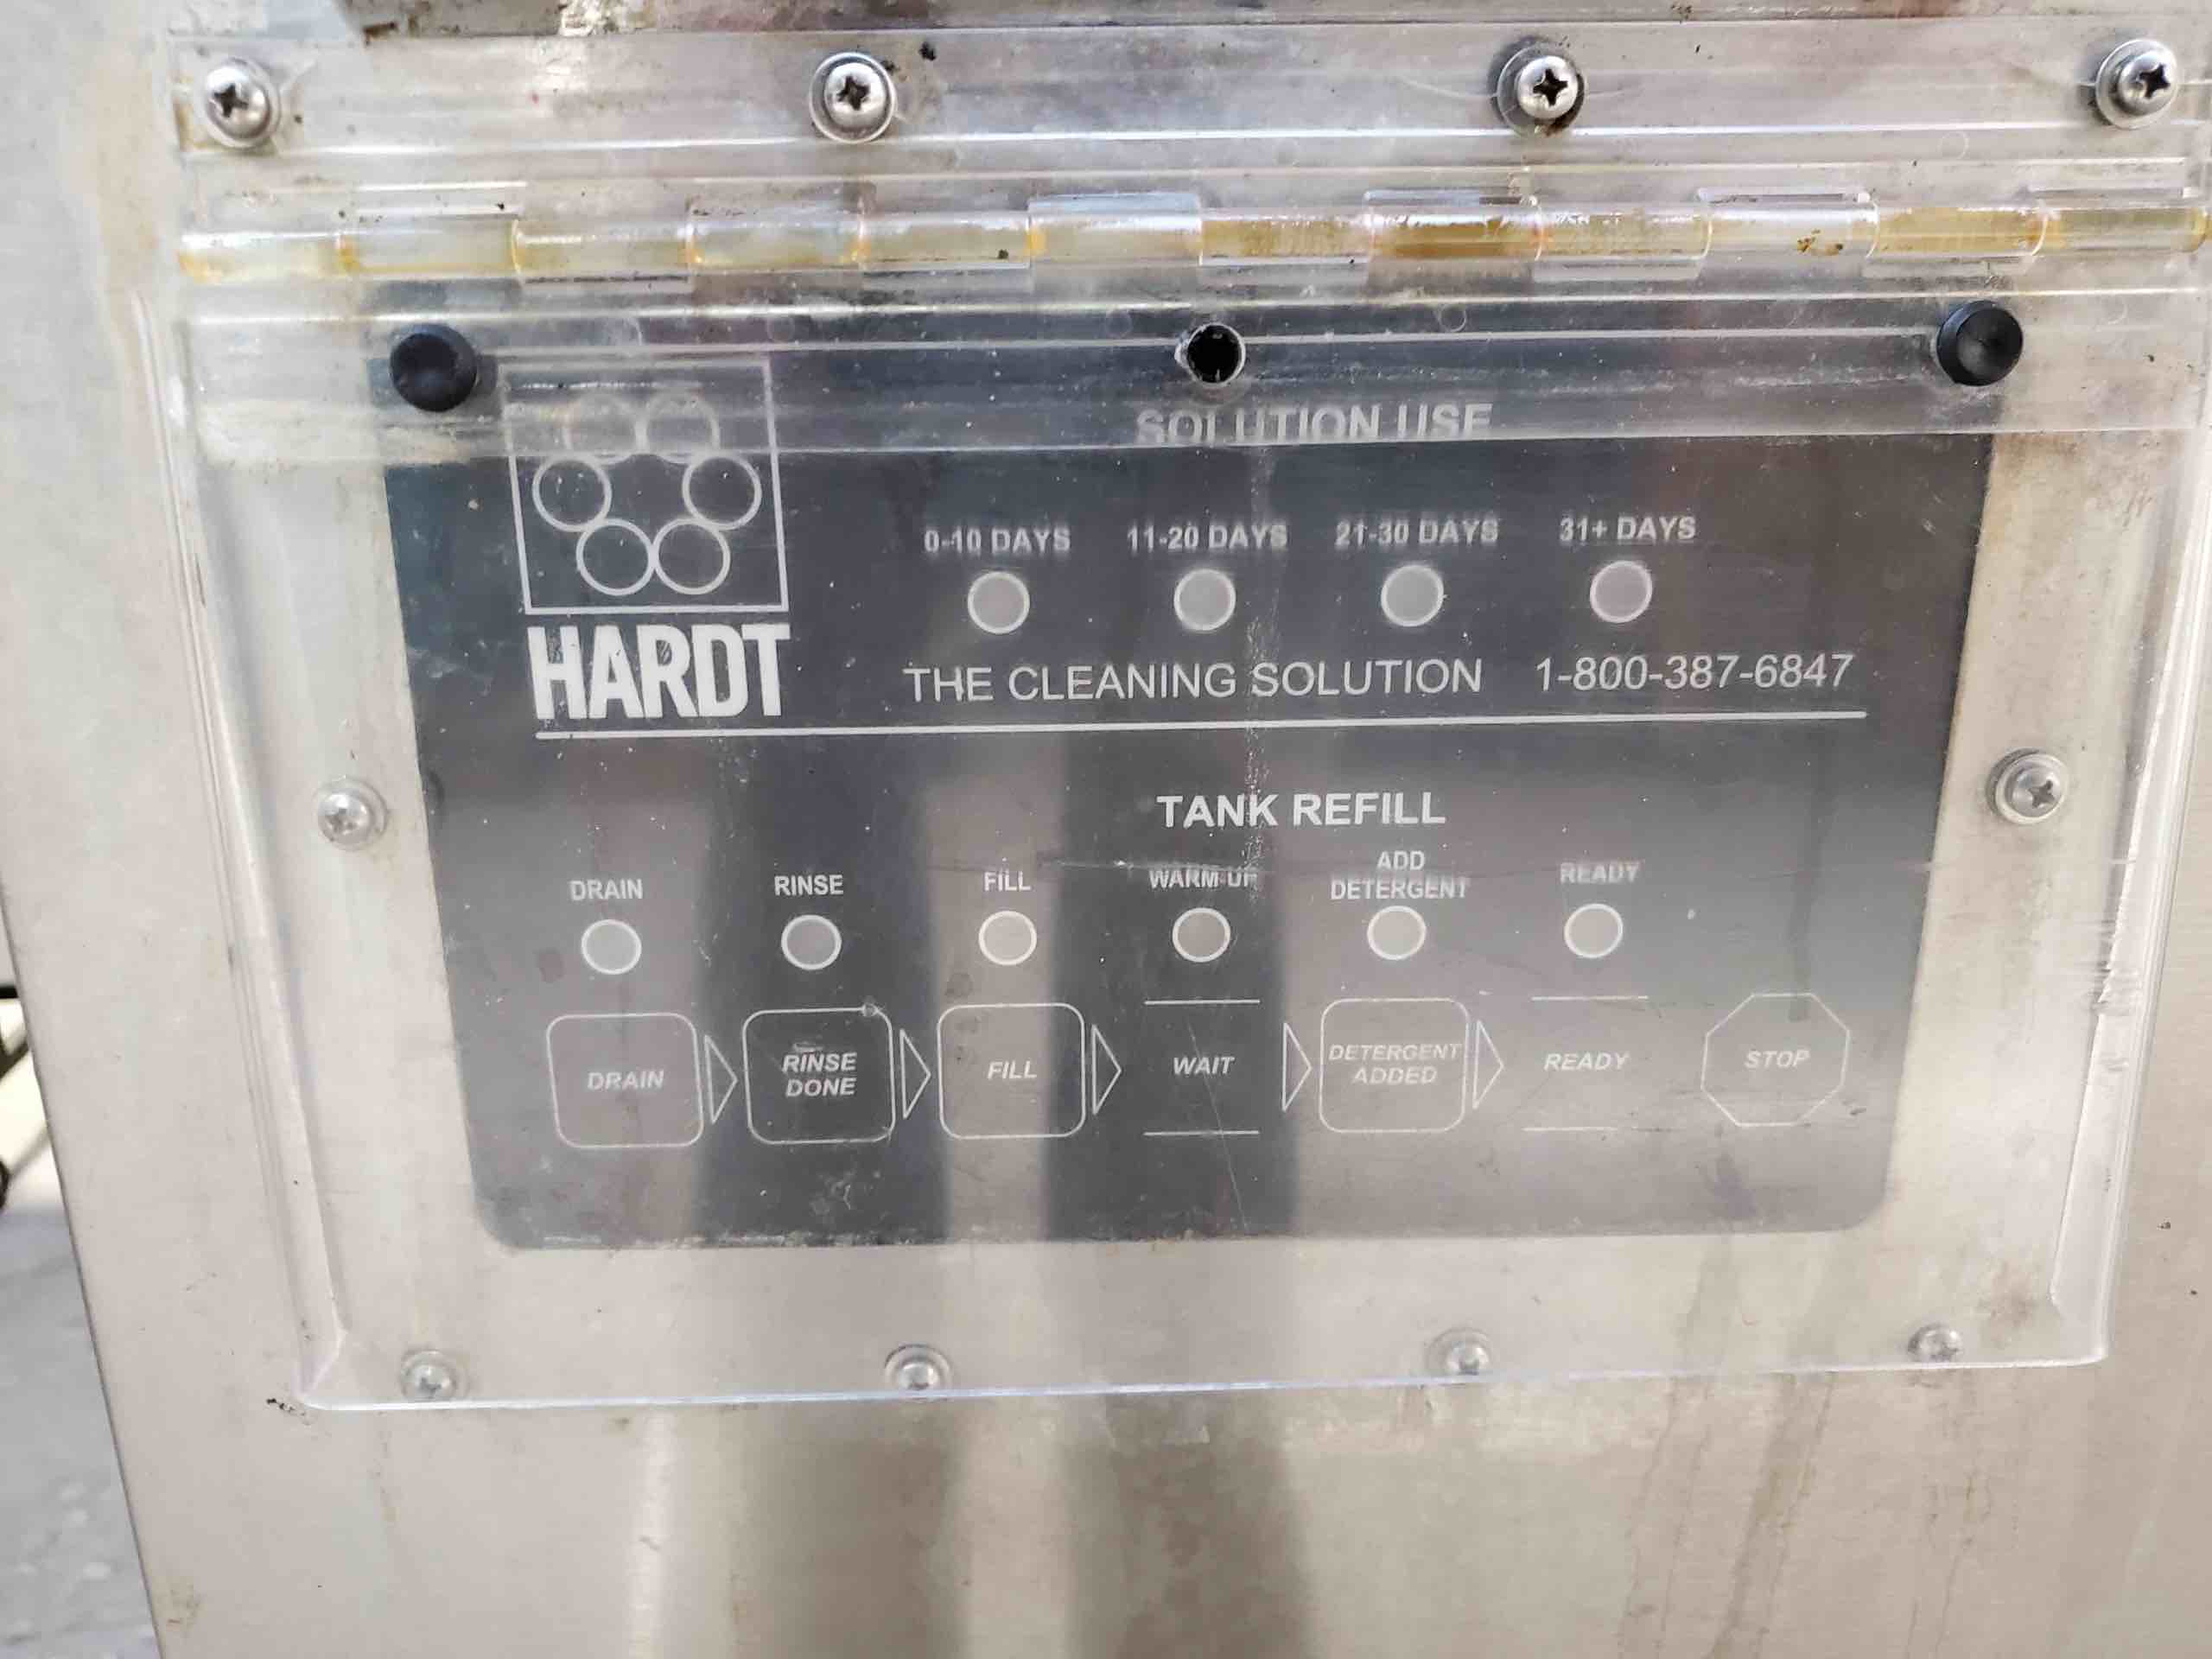 SOLUTION USE
0-10 DAYS 11-20 DAYS 21-30 DAYS 31+ DAYS
HARDT
THE CLEANING SOLUTION 1-800-387-6847
TANK REFILL
DRAIN RINSE FILL WARM-UP ADD DETERGENT READY
DRAIN RINSE DONE FILL WAIT DETERGENT ADDED READY STOP